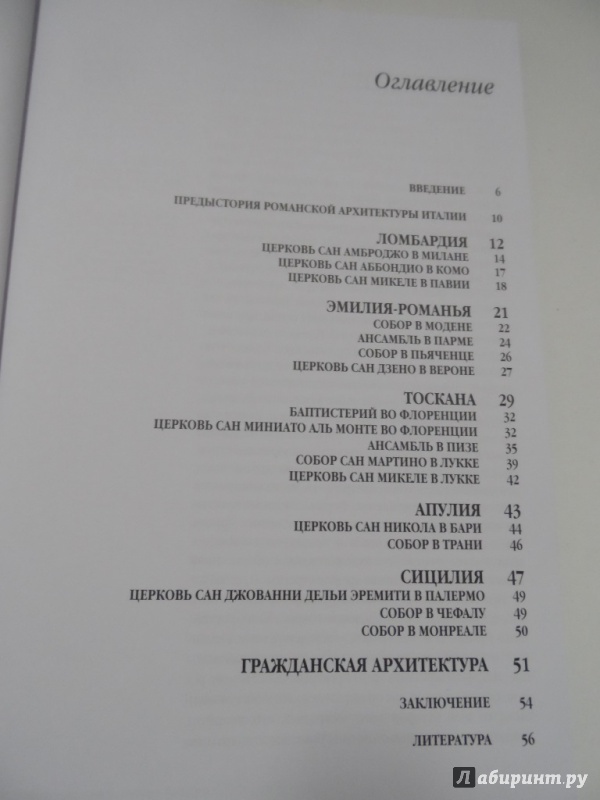 Оглавление
ВВЕДЕНИЕ 6
ПРЕДЫСТОРИЯ РОМАНСКОЙ АРХИТЕКТУРЫ ИТАЛИИ 10
ЛОМБАРДИЯ 12
ЦЕРКОВЬ САН АМБРОДЖО В МИЛАНЕ 14
ЦЕРКОВЬ САН АББОНДИО В КОМО 17
ЦЕРКОВЬ САН МИКЕЛЕ В ПАВИИ 18
ЭМИЛИЯ-РОМАНЬЯ 21
СОБОР В МОДЕНЕ 22
АНСАМБЛЬ В ПАРМЕ 24
СОБОР В ПЬЯЧЕНЦЕ 26
ЦЕРКОВЬ САН ДЗЕНО В ВЕРОНЕ 27
ТОСКАНА 29
БАПТИСТЕРИЙ ВО ФЛОРЕНЦИИ 32
ЦЕРКОВЬ САН МИНИАТО АЛЬ МОНТЕ ВО ФЛОРЕНЦИИ 32
АНСАМБЛЬ В ПИЗЕ 35
СОБОР САН МАРТИНО В ЛУККЕ 39
ЦЕРКОВЬ САН МИКЕЛЕ В ЛУККЕ 42
АПУЛИЯ 43
ЦЕРКОВЬ САН НИКОЛА В БАРИ 44
СОБОР В ТРАНИ 46
СИЦИЛИЯ 47
ЦЕРКОВЬ САН ДЖОВАННИ ДЕЛЬИ ЭРЕМИТИ В ПАЛЕРМО 49
СОБОР В ЧЕФАЛУ 49
СОБОР В МОНРЕАЛЕ 50
ГРАЖДАНСКАЯ АРХИТЕКТУРА 51
ЗАКЛЮЧЕНИЕ 54
ЛИТЕРАТУРА 56
Лабиринт.ру